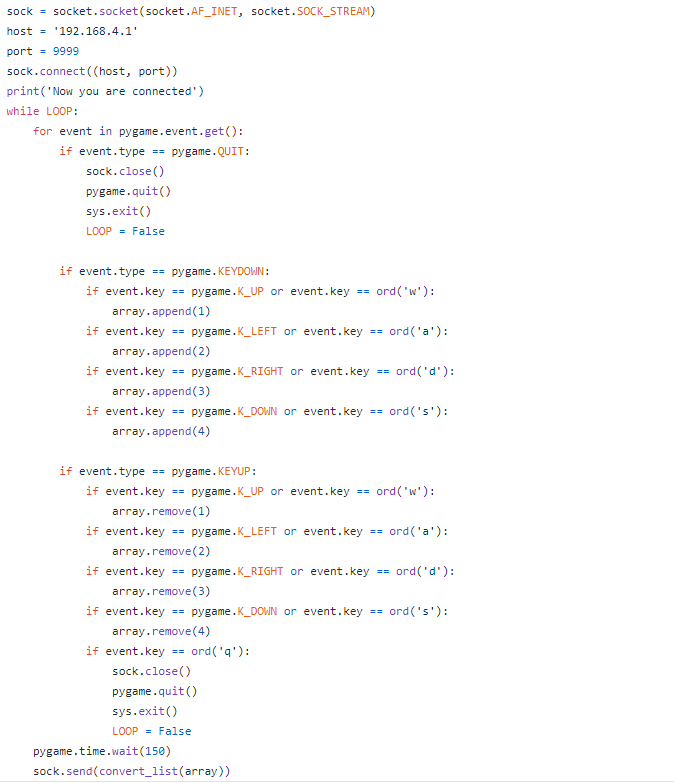 sock = socket.socket(socket.AF_INET, socket.SOCK_STREAM)
host = '192.168.4.1'
port = 9999
sock.connect((host, port))
print('Now you are connected')
while LOOP:
    for event in pygame.event.get():
        if event.type == pygame.QUIT:
            sock.close()
            pygame.quit()
            sys.exit()
            LOOP = False

        if event.type == pygame.KEYDOWN:
            if event.key == pygame.K_UP or event.key == ord('w'):
                array.append(1)
            if event.key == pygame.K_LEFT or event.key == ord('a'):
                array.append(2)
            if event.key == pygame.K_RIGHT or event.key == ord('d'):
                array.append(3)
            if event.key == pygame.K_DOWN or event.key == ord('s'):
                array.append(4)

        if event.type == pygame.KEYUP:
            if event.key == pygame.K_UP or event.key == ord('w'):
                array.remove(1)
            if event.key == pygame.K_LEFT or event.key == ord('a'):
                array.remove(2)
            if event.key == pygame.K_RIGHT or event.key == ord('d'):
                array.remove(3)
            if event.key == pygame.K_DOWN or event.key == ord('s'):
                array.remove(4)
            if event.key == ord('q'):
                sock.close()
                pygame.quit()
                sys.exit()
                LOOP = False
    pygame.time.wait(150)
    sock.send(convert_list(array))